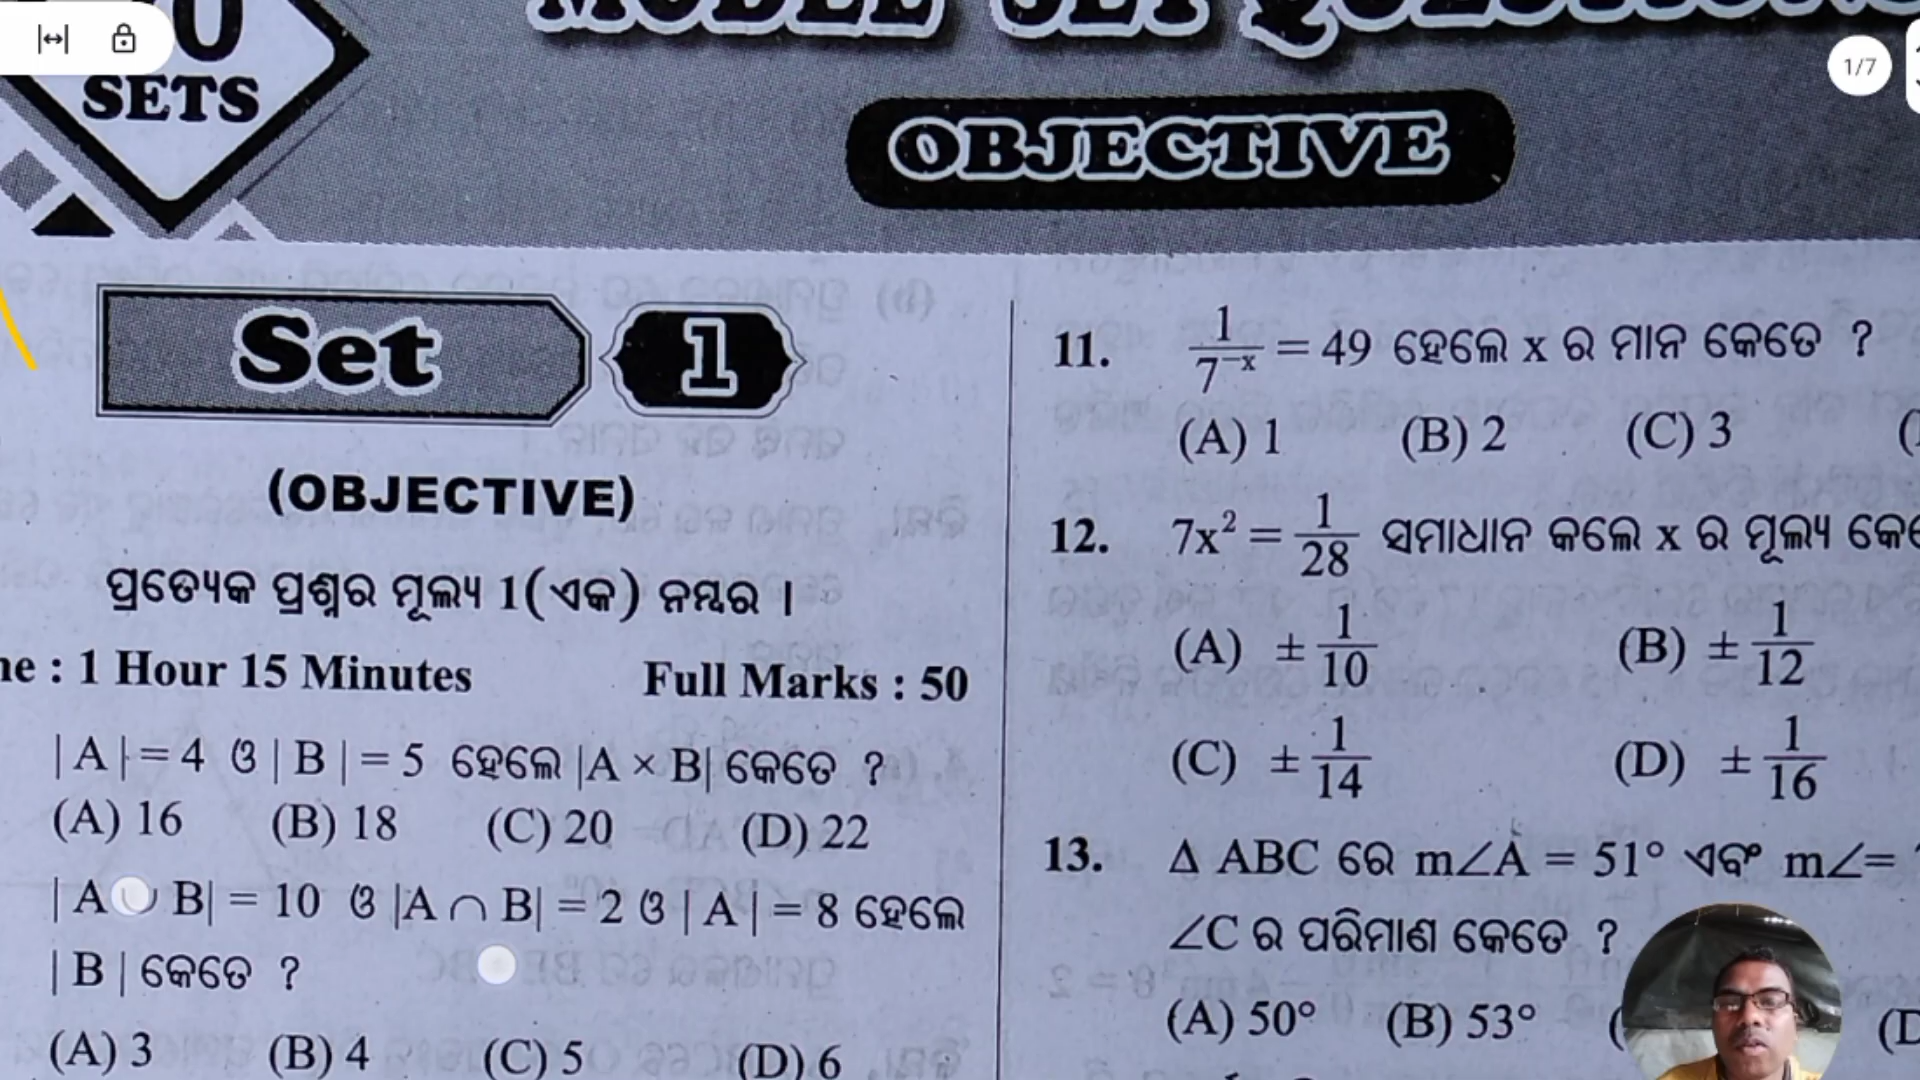 SETS
MODEL SET QUESTIONS
1/7
OBJECTIVE
Set 1
(OBJECTIVE)
ପ୍ରତ୍ୟେକ ପ୍ରଶ୍ନର ମୂଲ୍ୟ 1(ଏକ) ନମ୍ବର ।
1 Hour 15 Minutes Full Marks : 50
| A | = 4 ଓ | B | = 5 ହେଲେ |A × B| କେତେ ?
(A) 16 (B) 18 (C) 20 (D) 22
| A ∪ B| = 10 ଓ |A ∩ B| = 2 ଓ | A | = 8 ହେଲେ
| B | କେତେ ?
(A) 3 (B) 4 (C) 5 (D) 6
11. 1/7⁻ˣ = 49 ହେଲେ x ର ମାନ କେତେ ?
(A) 1 (B) 2 (C) 3
12. 7x² = 1/28 ସମାଧାନ କଲେ x ର ମୂଲ୍ୟ
(A) ± 1/10 (B) ± 1/12
(C) ± 1/14 (D) ± 1/16
13. Δ ABC ରେ m∠A = 51° ଏବଂ m∠=
∠C ର ପରିମାଣ କେତେ ?
(A) 50° (B) 53°